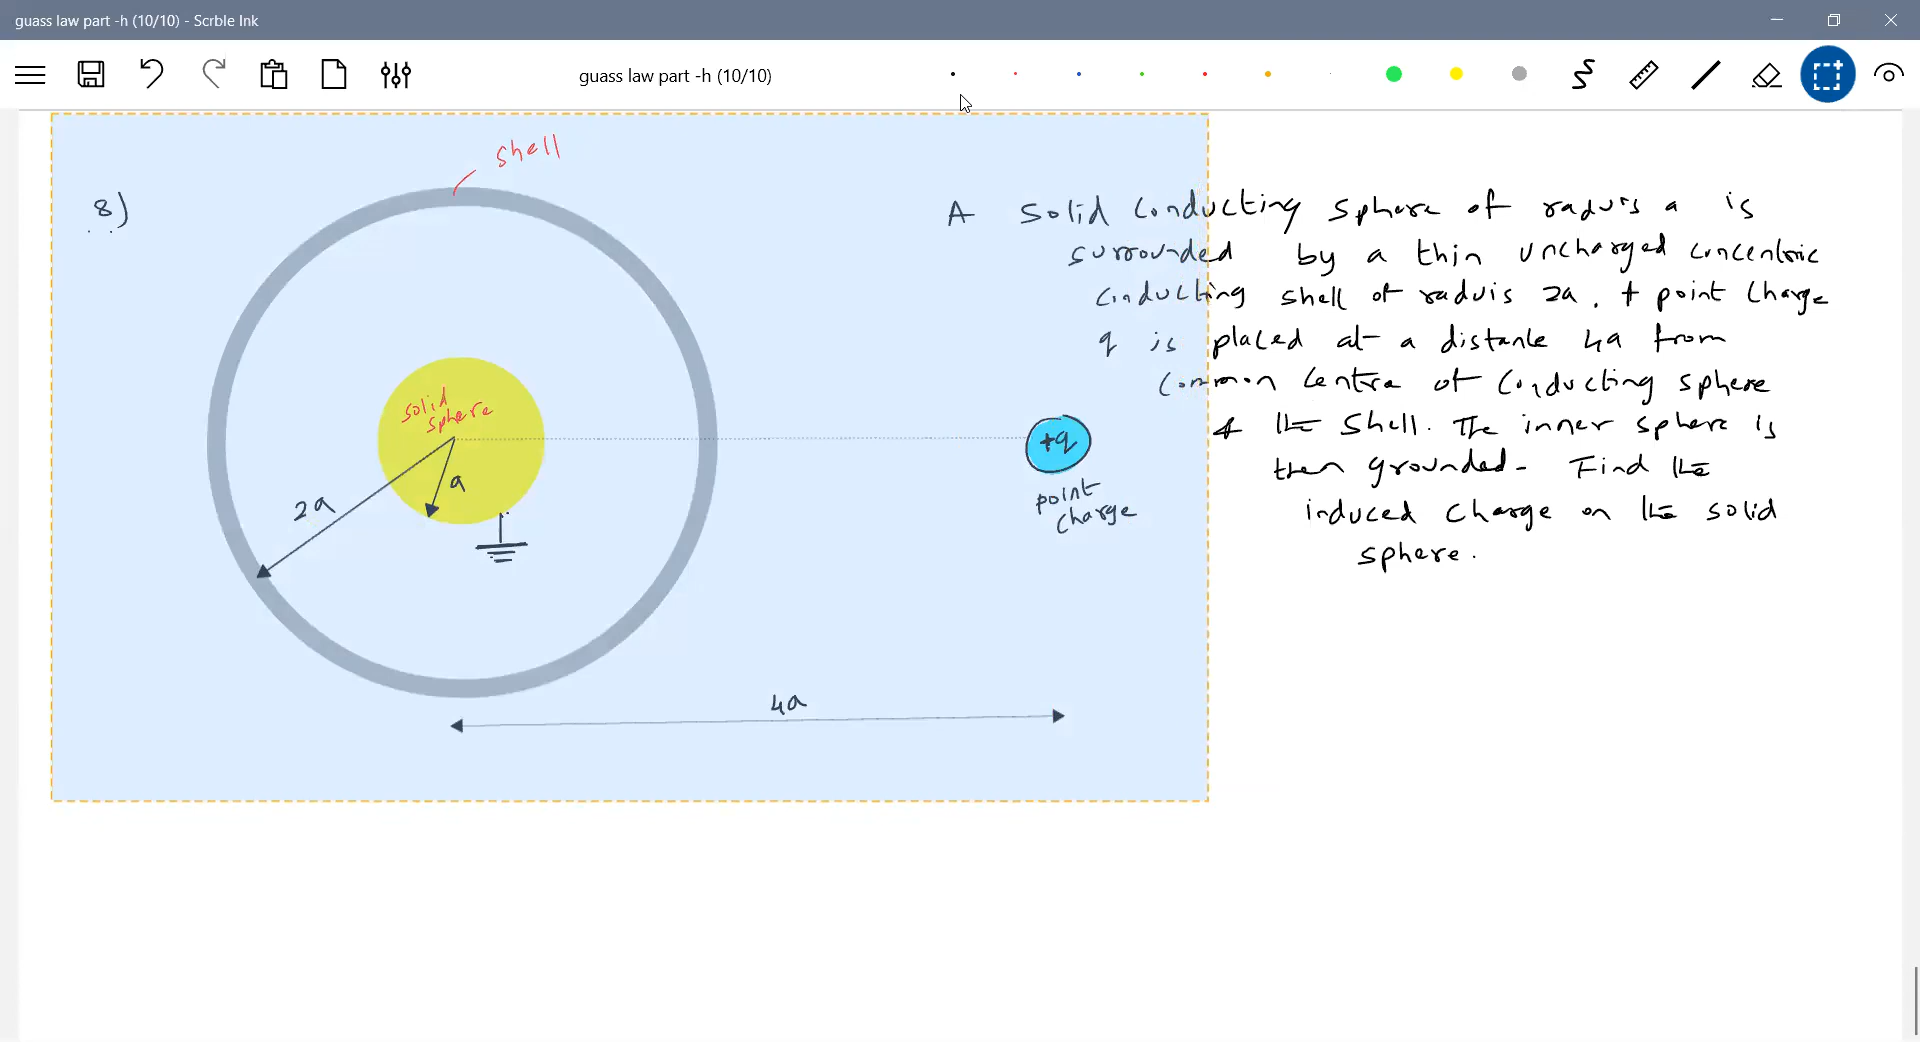 guass law part -h (10/10) - Scrble Ink
guass law part -h (10/10)
shell
8)
A solid conducting sphere of raduis a is
surrounded by a thin uncharged concentric
conducting shell of raduis 2a. A point charge
q is placed at a distance 4a from
common centre of conducting sphere
& the shell. The inner sphere is
then grounded. Find the
induced charge on the solid
sphere.
solid
sphere
a
2a
+q
point
charge
4a